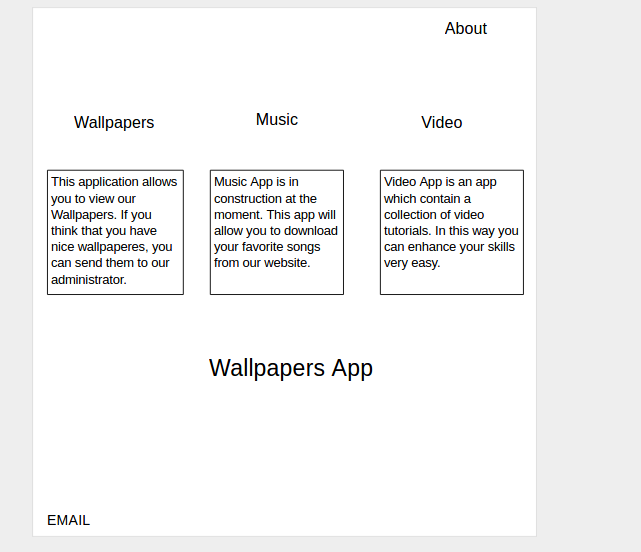 About
Wallpapers
Music
Video
This application allows
you to view our
Wallpapers. If you
think that you have
nice wallpaperes, you
can send them to our
administrator.
Music App is in
construction at the
moment. This app will
allow you to download
your favorite songs
from our website.
Video App is an app
which contain a
collection of video
tutorials. In this way you
can enhance your skills
very easy.
Wallpapers App
EMAIL